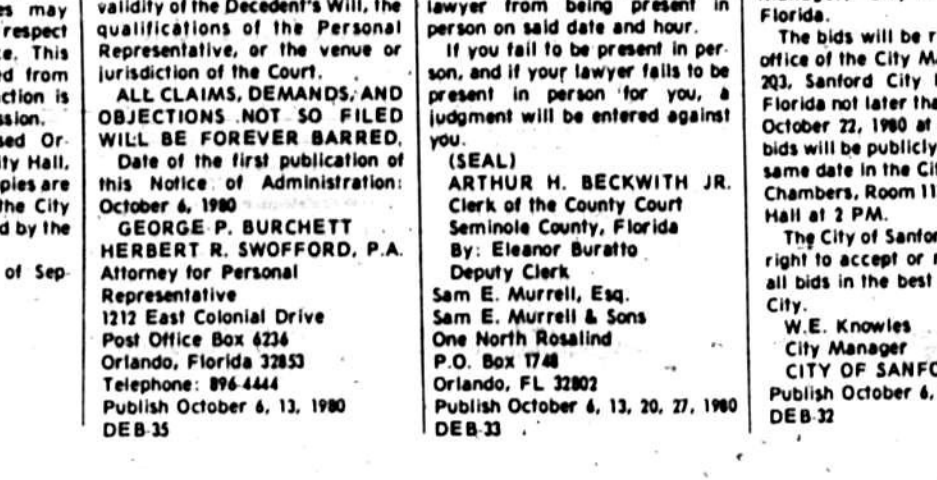 es may
respect
e. This
ed from
ction is
ssion.
sed Or-
ity Hall,
pies are
the City
d by the
of Sep-
validity of the Decedent's Will, the
qualifications of the Personal
Representative, or the venue or
jurisdiction of the Court.
ALL CLAIMS, DEMANDS, AND
OBJECTIONS NOT SO FILED
WILL BE FOREVER BARRED.
Date of the first publication of
this Notice of Administration:
October 6, 1980
GEORGE P. BURCHETT
HERBERT R. SWOFFORD, P.A.
Attorney for Personal
Representative
1212 East Colonial Drive
Post Office Box 6236
Orlando, Florida 32853
Telephone: 896-4444
Publish October 6, 13, 1980
DEB-35
lawyer from being present in
person on said date and hour.
If you fail to be present in per-
son, and if your lawyer fails to be
present in person for you, a
judgment will be entered against
you.
(SEAL)
ARTHUR H. BECKWITH JR.
Clerk of the County Court
Seminole County, Florida
By: Eleanor Buratto
Deputy Clerk
Sam E. Murrell, Esq.
Sam E. Murrell & Sons
One North Rosalind
P.O. Box 1748
Orlando, FL 32802
Publish October 6, 13, 20, 27, 1980
DEB-33
Florida.
The bids will be r
office of the City Ma
203, Sanford City
Florida not later tha
October 22, 1980 at
bids will be publicly
same date in the Cit
Chambers, Room 11
Hall at 2 PM.
The City of Sanfor
right to accept or r
all bids in the best
City.
W.E. Knowles
City Manager
CITY OF SANFO
Publish October 6,
DEB-32